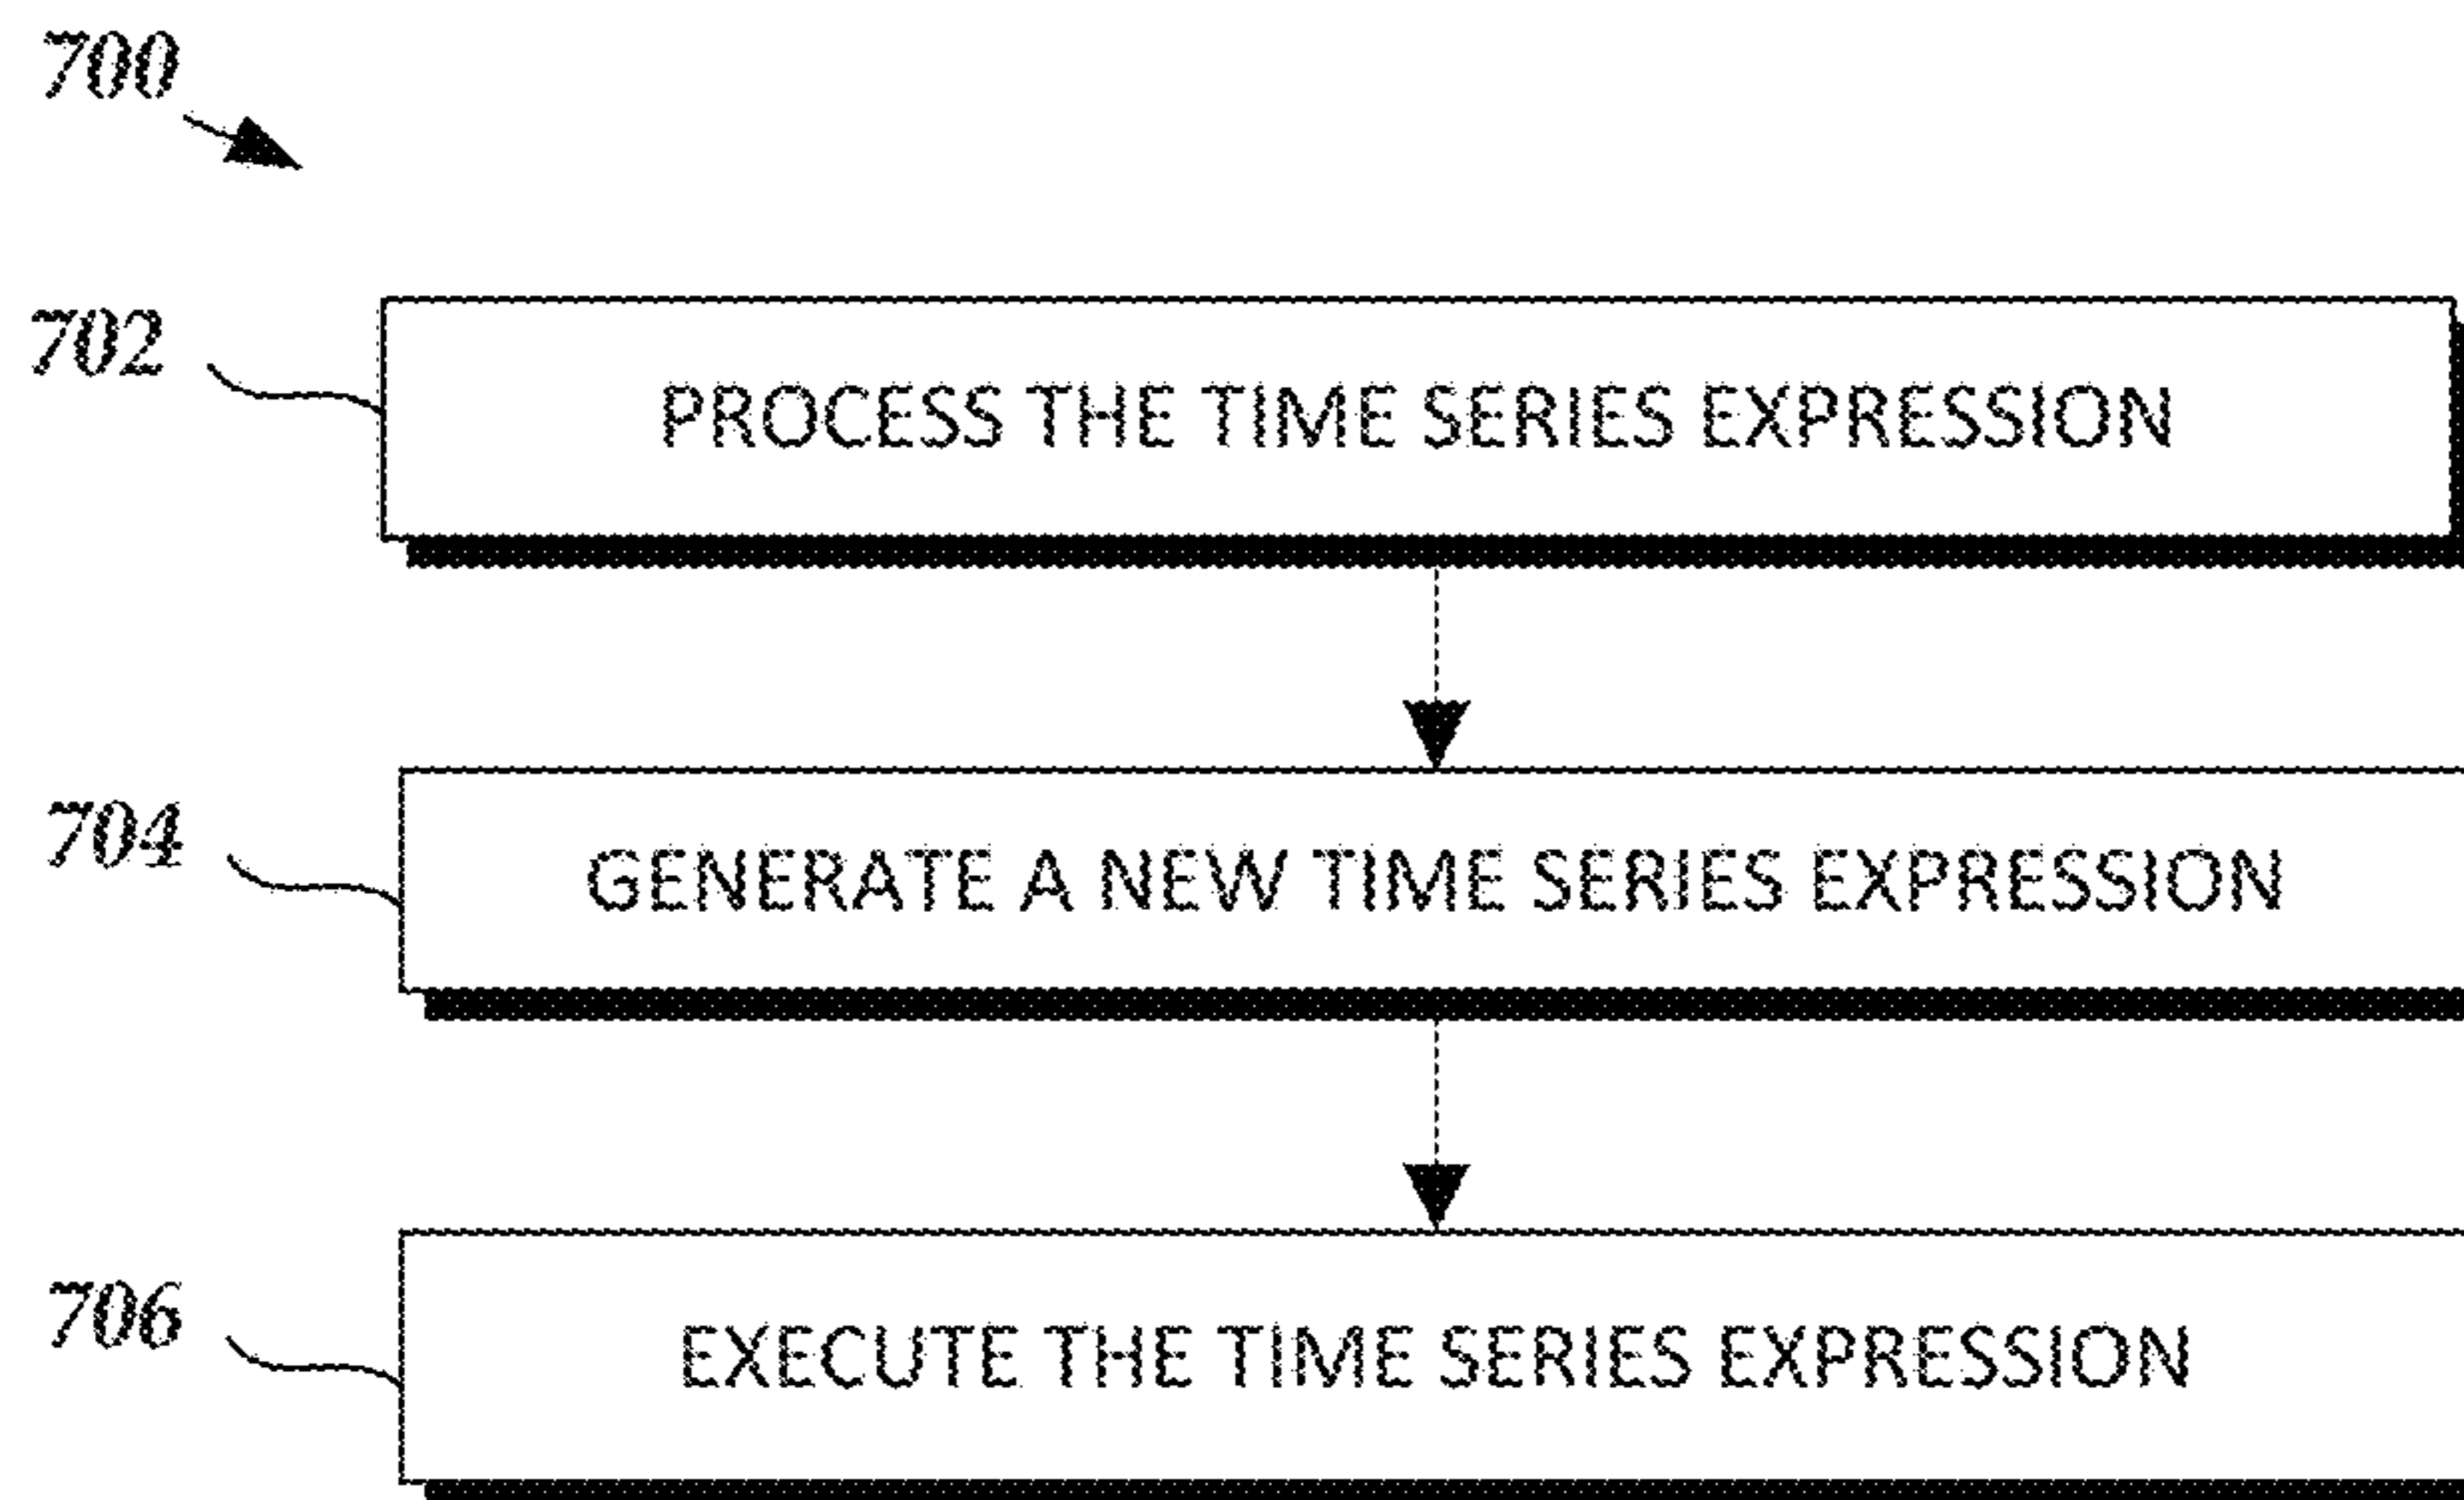 700
702
PROCESS THE TIME SERIES EXPRESSION
704
GENERATE A NEW TIME SERIES EXPRESSION
706
EXECUTE THE TIME SERIES EXPRESSION